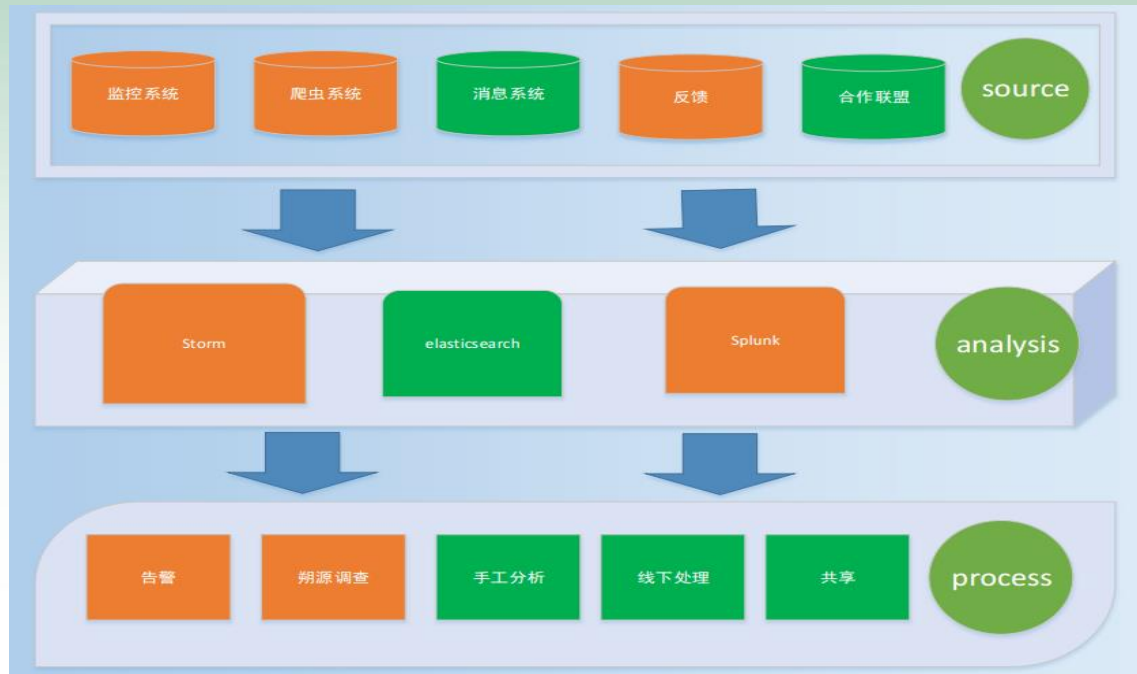 监控系统
爬虫系统
消息系统
反馈
合作联盟
source
Storm
elasticsearch
Splunk
analysis
告警
朔源调查
手工分析
线下处理
共享
process